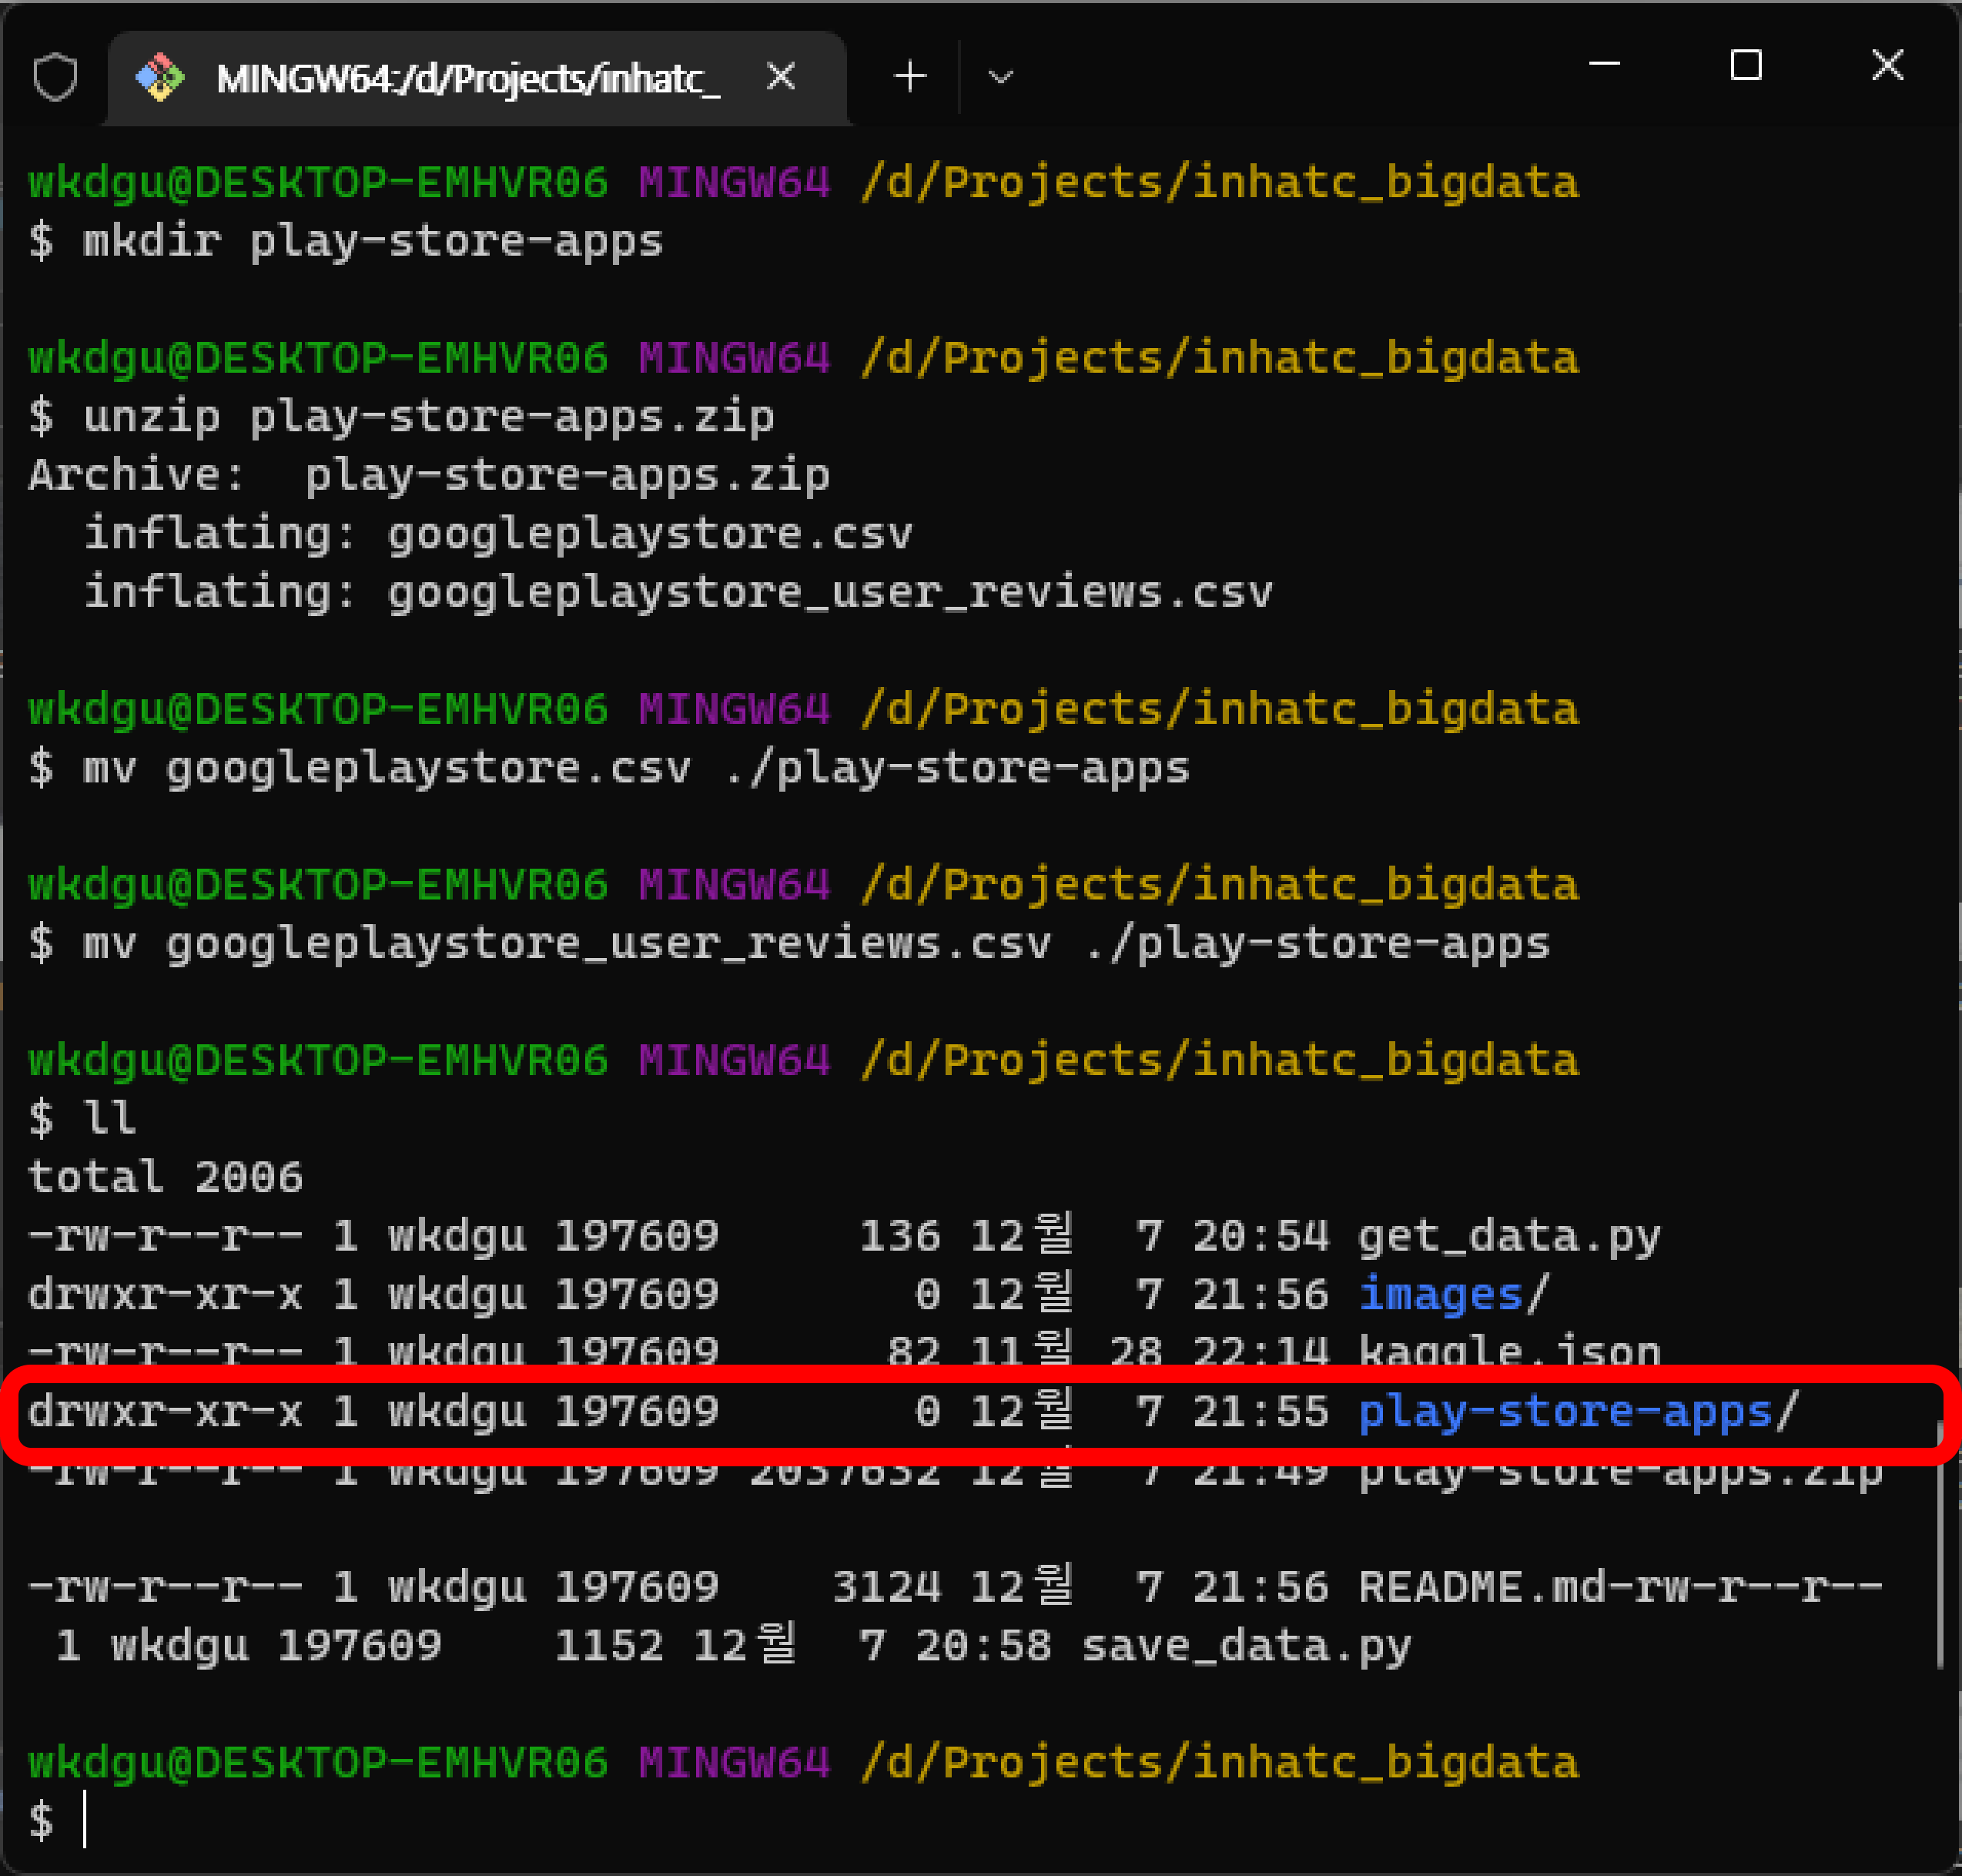 MINGW64:/d/Projects/inhatc_
wkdgu@DESKTOP-EMHVR06 MINGW64 /d/Projects/inhatc_bigdata
$ mkdir play-store-apps
wkdgu@DESKTOP-EMHVR06 MINGW64 /d/Projects/inhatc_bigdata
$ unzip play-store-apps.zip
Archive:  play-store-apps.zip
  inflating: googleplaystore.csv
  inflating: googleplaystore_user_reviews.csv
wkdgu@DESKTOP-EMHVR06 MINGW64 /d/Projects/inhatc_bigdata
$ mv googleplaystore.csv ./play-store-apps
wkdgu@DESKTOP-EMHVR06 MINGW64 /d/Projects/inhatc_bigdata
$ mv googleplaystore_user_reviews.csv ./play-store-apps
wkdgu@DESKTOP-EMHVR06 MINGW64 /d/Projects/inhatc_bigdata
$ ll
total 2006
-rw-r--r-- 1 wkdgu 197609     136 12월  7 20:54 get_data.py
drwxr-xr-x 1 wkdgu 197609       0 12월  7 21:56 images/
-rw-r--r-- 1 wkdgu 197609      82 11월 28 22:14 kaggle.json
drwxr-xr-x 1 wkdgu 197609       0 12월  7 21:55 play-store-apps/
-rw-r--r-- 1 wkdgu 197609 2037632 12월  7 21:49 play-store-apps.zip
-rw-r--r-- 1 wkdgu 197609    3124 12월  7 21:56 README.md-rw-r--r--
 1 wkdgu 197609    1152 12월  7 20:58 save_data.py
wkdgu@DESKTOP-EMHVR06 MINGW64 /d/Projects/inhatc_bigdata
$